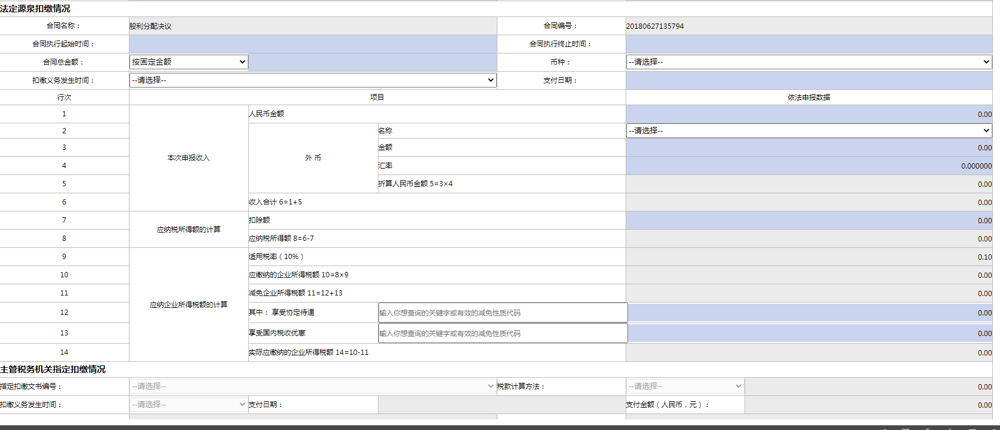 法定源泉扣缴情况
合同名称： 股利分配决议 合同编号： 20180627135794
合同执行起始时间： 合同执行终止时间：
合同总金额： 按固定金额 币种： --请选择--
扣缴义务发生时间： --请选择-- 支付日期：
行次 项目 依法申报数据
1 人民币金额 0.00
2 名称 --请选择--
3 金额 0.00
本次申报收入 外 币
4 汇率 0.000000
5 折算人民币金额 5=3×4 0.00
6 收入合计 6=1+5 0.00
7 扣除额 0.00
应纳税所得额的计算
8 应纳税所得额 8=6-7 0.00
9 适用税率（10%） 0.10
10 应缴纳的企业所得税额 10=8×9 0.00
11 减免企业所得税额 11=12+13 0.00
应纳企业所得税额的计算
12 其中： 享受协定待遇 输入你想查询的关键字或有效的减免性质代码 0.00
13 享受国内税收优惠 输入你想查询的关键字或有效的减免性质代码 0.00
14 实际应缴纳的企业所得税额 14=10-11 0.00
主管税务机关指定扣缴情况
指定扣缴文书编号： --请选择-- 税款计算方法： --请选择-- 0.00
扣缴义务发生时间： --请选择-- 支付日期： 支付金额（人民币，元）： 0.00